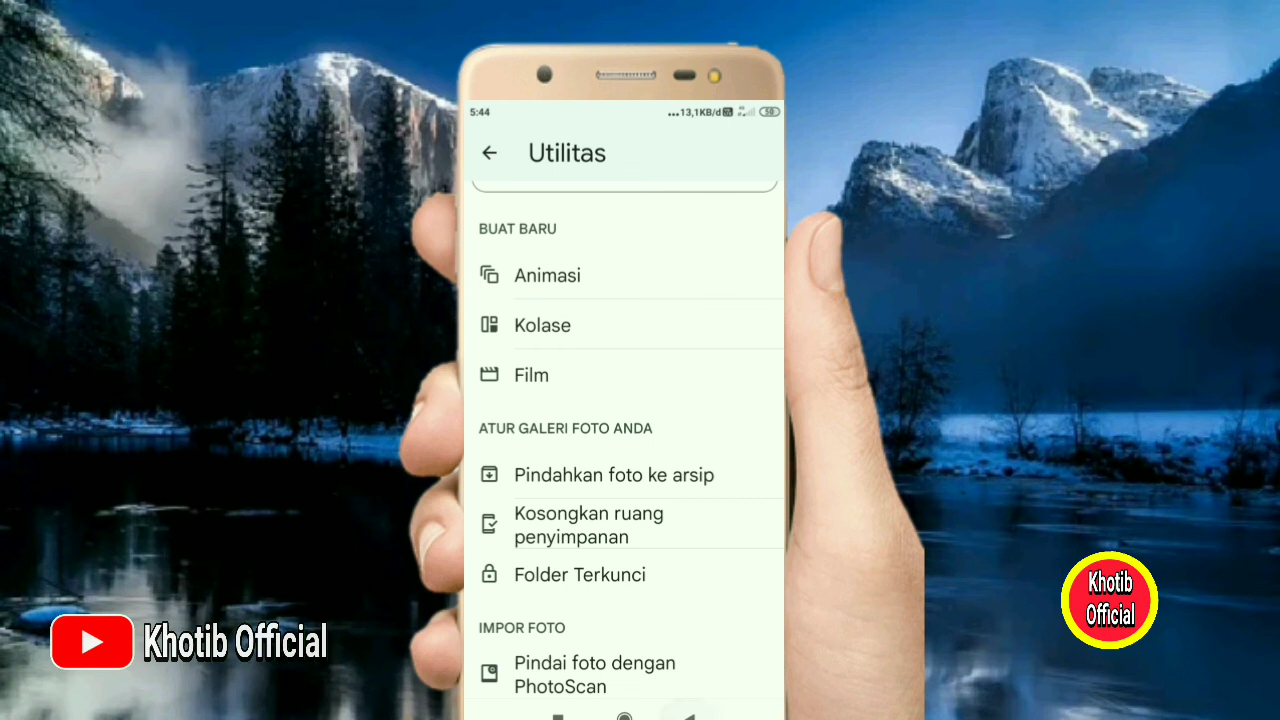 5:44
...13,1KB/d
50
Utilitas
BUAT BARU
Animasi
Kolase
Film
ATUR GALERI FOTO ANDA
Pindahkan foto ke arsip
Kosongkan ruang
penyimpanan
Folder Terkunci
IMPOR FOTO
Pindai foto dengan
PhotoScan
Khotib Official
Khotib
Official